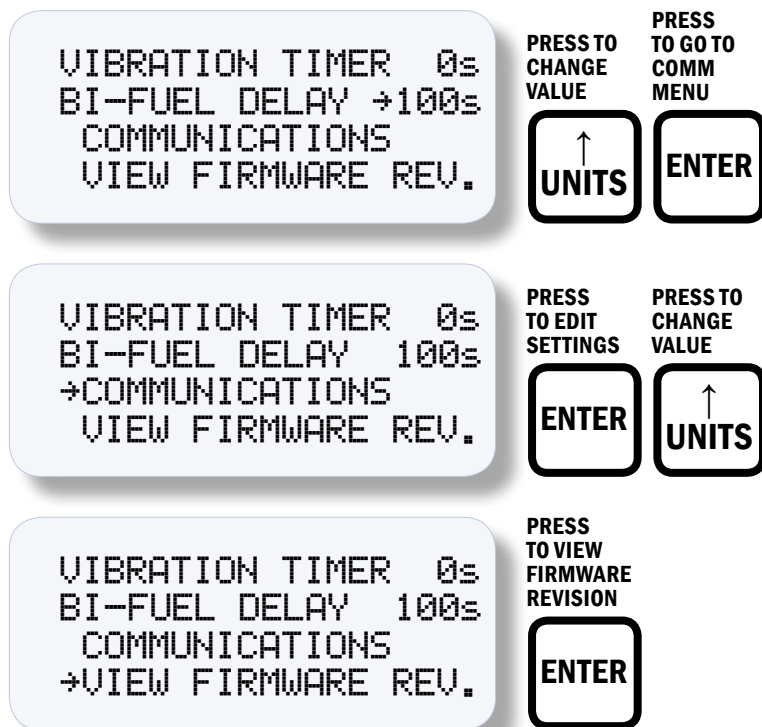 VIBRATION TIMER 0s
BI-FUEL DELAY →100s
COMMUNICATIONS
VIEW FIRMWARE REV.
PRESS TO
CHANGE
VALUE
↑
UNITS
PRESS
TO GO TO
COMM
MENU
ENTER
VIBRATION TIMER 0s
BI-FUEL DELAY 100s
→COMMUNICATIONS
VIEW FIRMWARE REV.
PRESS
TO EDIT
SETTINGS
ENTER
PRESS TO
CHANGE
VALUE
↑
UNITS
VIBRATION TIMER 0s
BI-FUEL DELAY 100s
COMMUNICATIONS
→VIEW FIRMWARE REV.
PRESS
TO VIEW
FIRMWARE
REVISION
ENTER